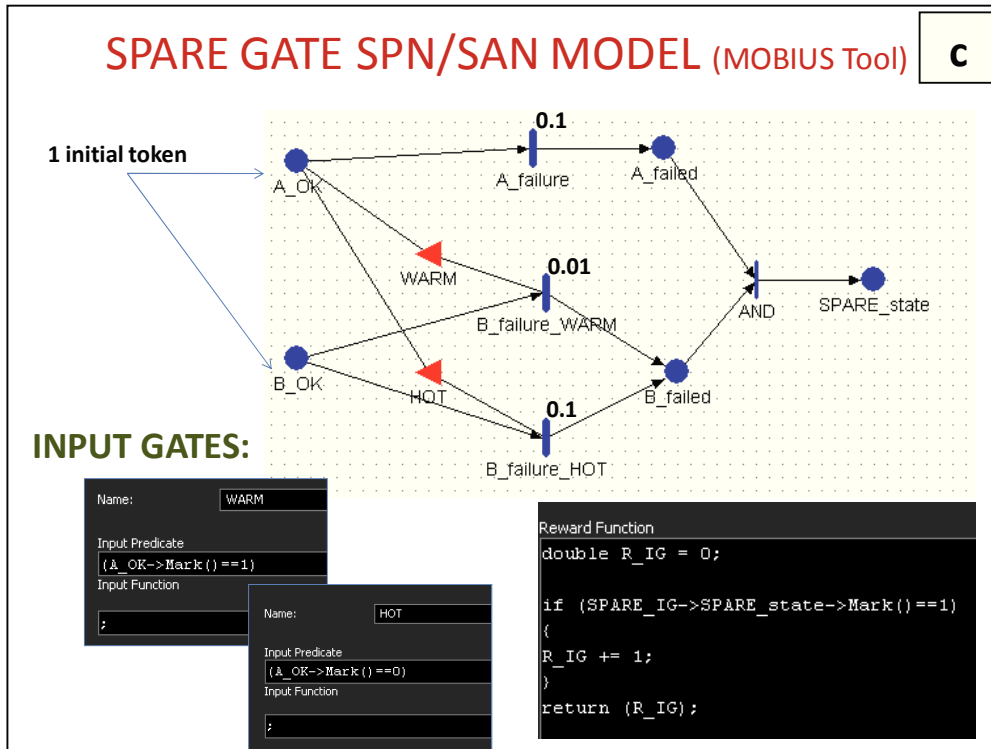 SPARE GATE SPN/SAN MODEL (MOBIUS Tool)
c
1 initial token
0.1
A_OK
A_failure
A_failed
WARM
0.01
B_failure_WARM
AND
SPARE_state
B_OK
HOT
0.1
B_failed
B_failure_HOT
INPUT GATES:
Name:
WARM
Input Predicate
(A_OK->Mark()==1)
Input Function
;
Name:
HOT
Input Predicate
(A_OK->Mark()==0)
Input Function
;
Reward Function
double R_IG = 0;
if (SPARE_IG->SPARE_state->Mark()==1)
{
R_IG += 1;
}
return (R_IG);